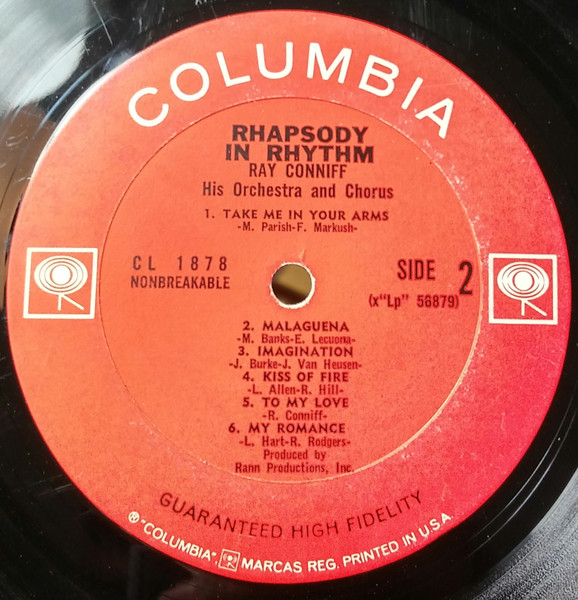 COLUMBIA
RHAPSODY
IN RHYTHM
RAY CONNIFF
His Orchestra and Chorus
1. TAKE ME IN YOUR ARMS
-M. Parish-F. Markush-
CL 1878
NONBREAKABLE
SIDE 2
(x"Lp" 56879)
2. MALAGUENA
-M. Banks-E. Lecuona-
3. IMAGINATION
-J. Burke-J. Van Heusen-
4. KISS OF FIRE
-L. Allen-R. Hill-
5. TO MY LOVE
-R. Conniff-
6. MY ROMANCE
-L. Hart-R. Rodgers-
Produced by
Rann Productions, Inc.
GUARANTEED HIGH FIDELITY
® "COLUMBIA", MARCAS REG. PRINTED IN U.S.A.